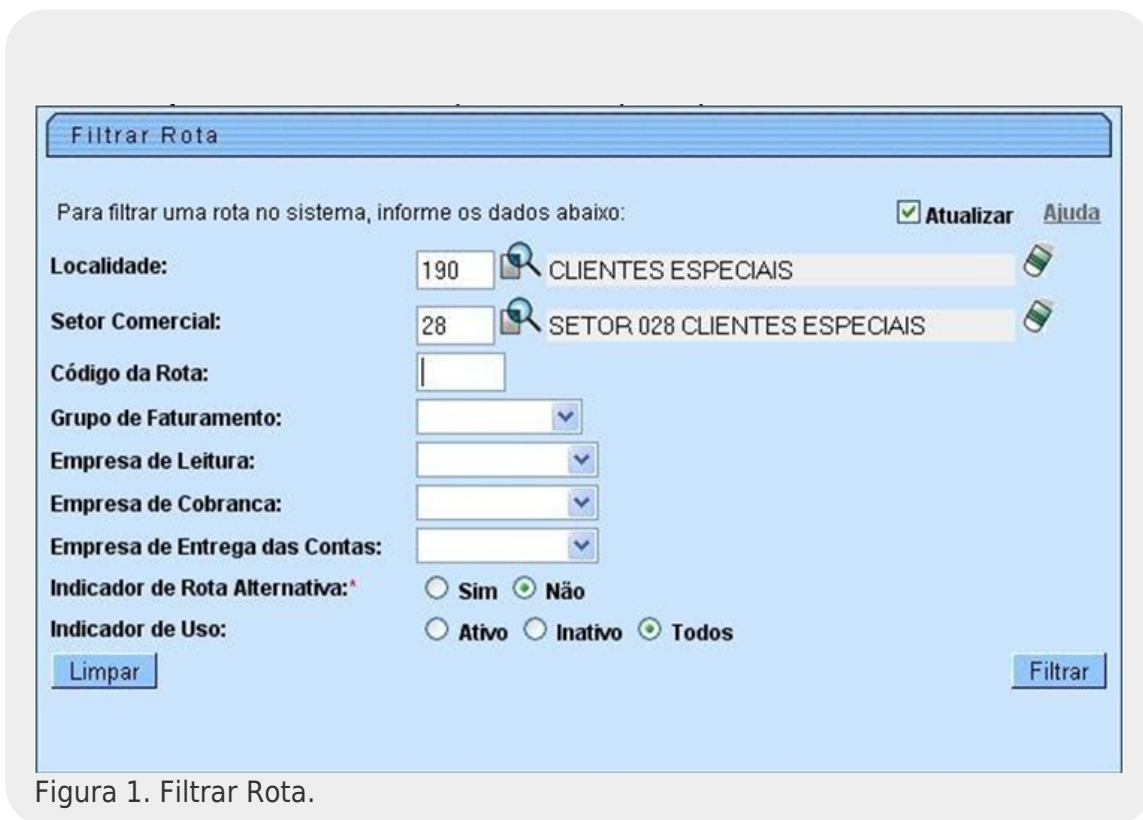 Filtrar Rota
Para filtrar uma rota no sistema, informe os dados abaixo: Atualizar Ajuda
Localidade: 190 CLIENTES ESPECIAIS
Setor Comercial: 28 SETOR 028 CLIENTES ESPECIAIS
Código da Rota:
Grupo de Faturamento:
Empresa de Leitura:
Empresa de Cobranca:
Empresa de Entrega das Contas:
Indicador de Rota Alternativa:* Sim Não
Indicador de Uso: Ativo Inativo Todos
Limpar Filtrar
Figura 1. Filtrar Rota.